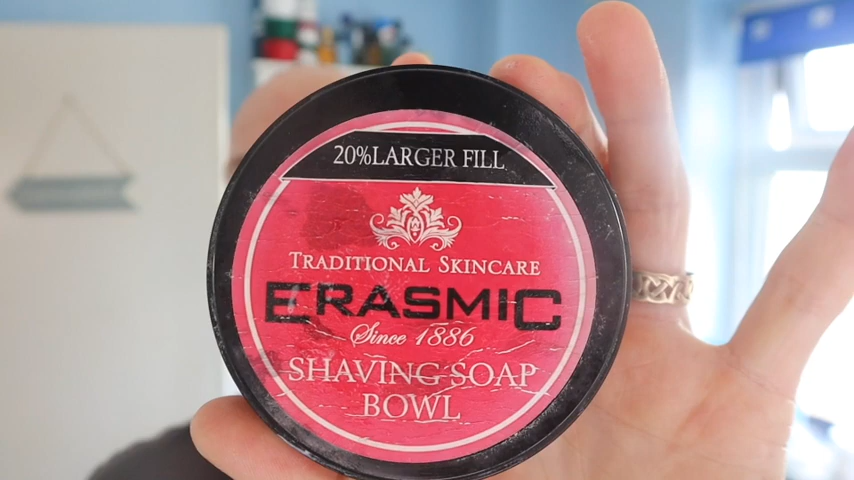 20%LARGER FILL
TRADITIONAL SKINCARE
ERASMIC
Since 1886
SHAVING SOAP
BOWL